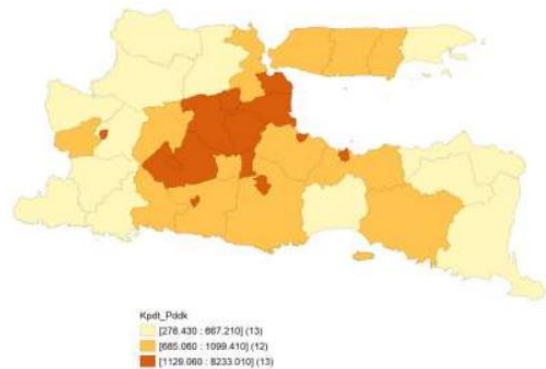 Kpdt_Pddk
[276.430 : 667.210] (13)
[685.060 : 1099.410] (12)
[1129.060 : 8233.010] (13)